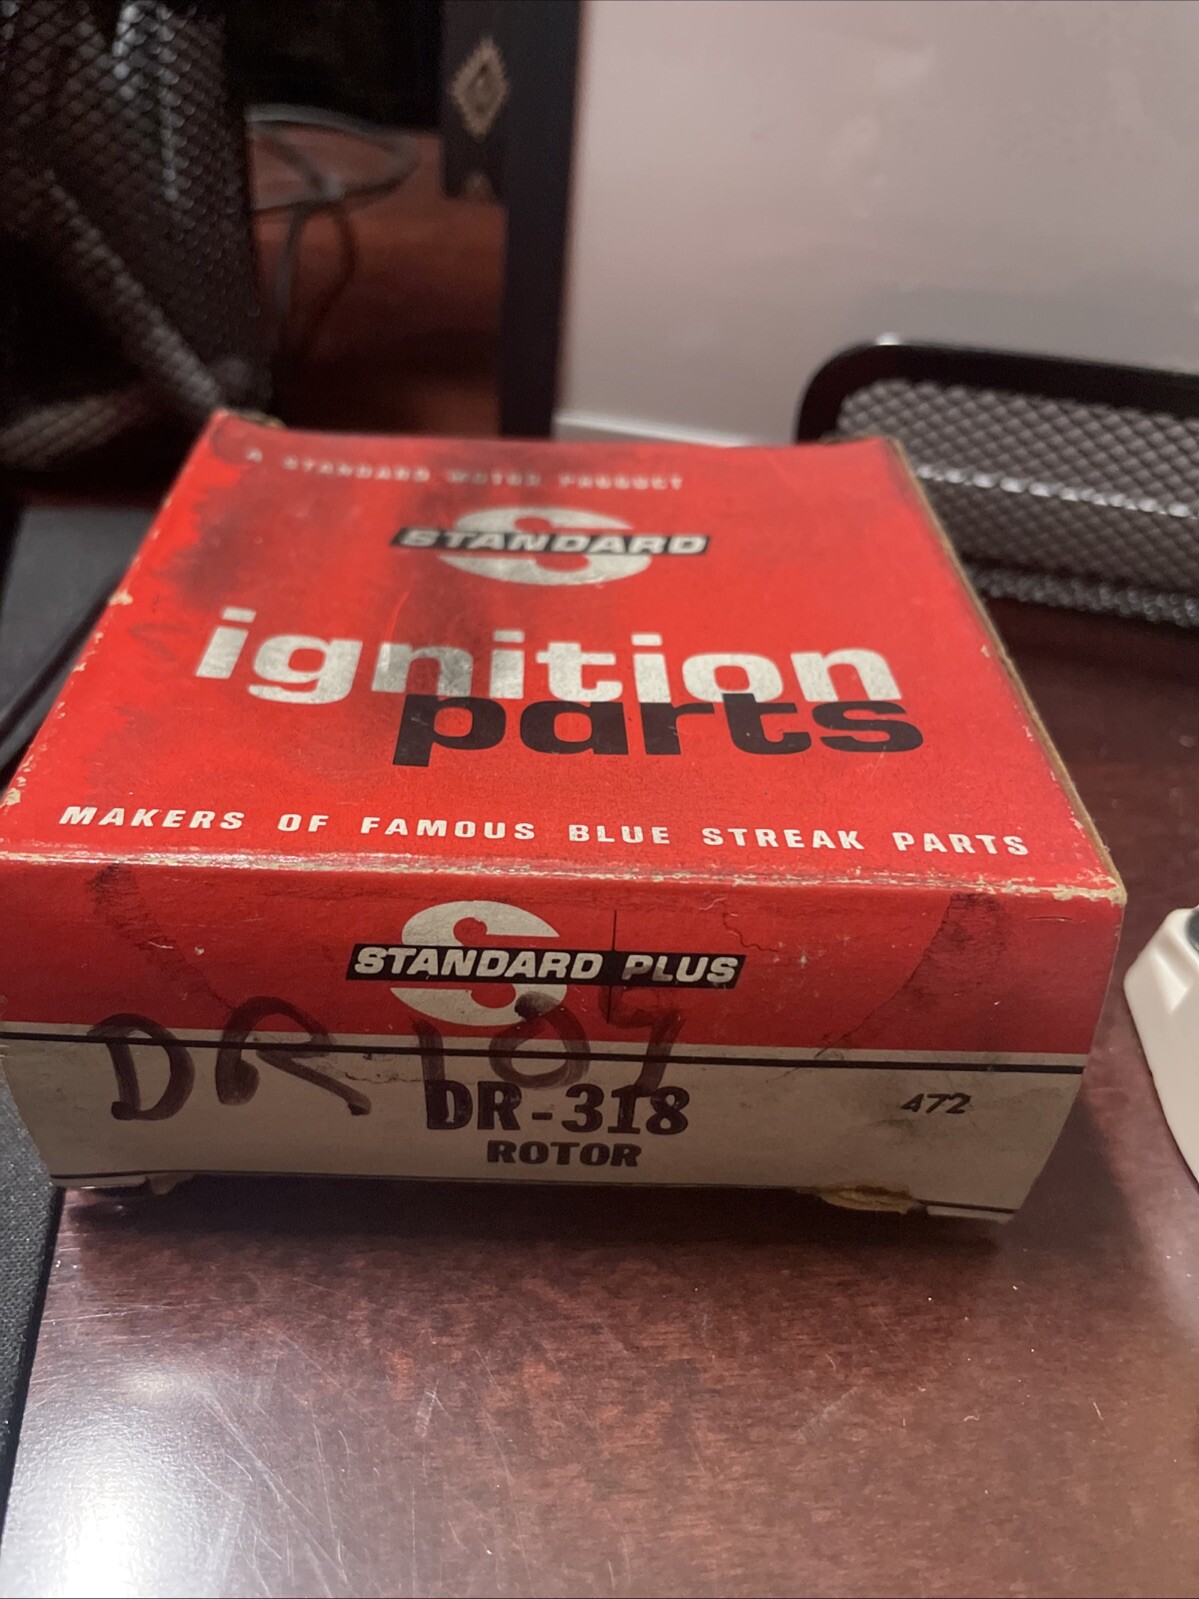 A STANDARD MOTOR PRODUCT
STANDARD
ignition
parts
MAKERS OF FAMOUS BLUE STREAK PARTS
STANDARD PLUS
DR
DR-318
472
ROTOR